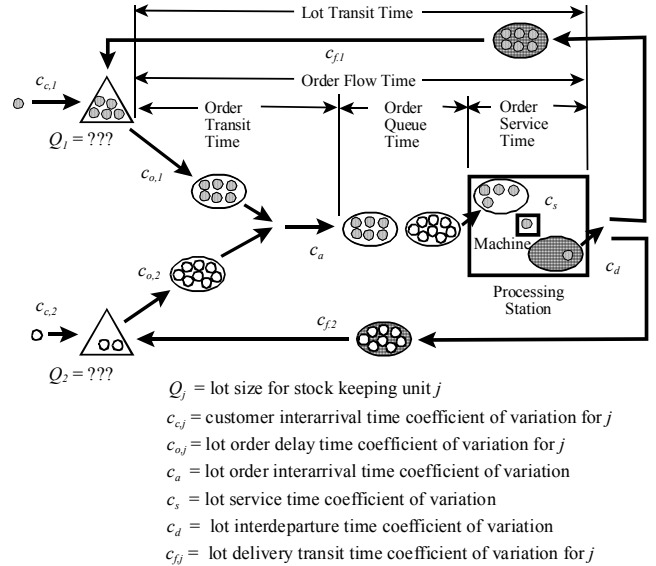 Lot Transit Time
c_f.1
c_c,1
Order Flow Time
Order
Transit
Time
Order
Queue
Time
Order
Service
Time
Q_1 = ???
c_o,1
c_s
Machine
c_a
c_d
c_o,2
Processing
Station
c_c,2
c_f.2
Q_2 = ???
Q_j = lot size for stock keeping unit j
c_c,j = customer interarrival time coefficient of variation for j
c_o,j = lot order delay time coefficient of variation for j
c_a = lot order interarrival time coefficient of variation
c_s = lot service time coefficient of variation
c_d = lot interdeparture time coefficient of variation
c_f,j = lot delivery transit time coefficient of variation for j